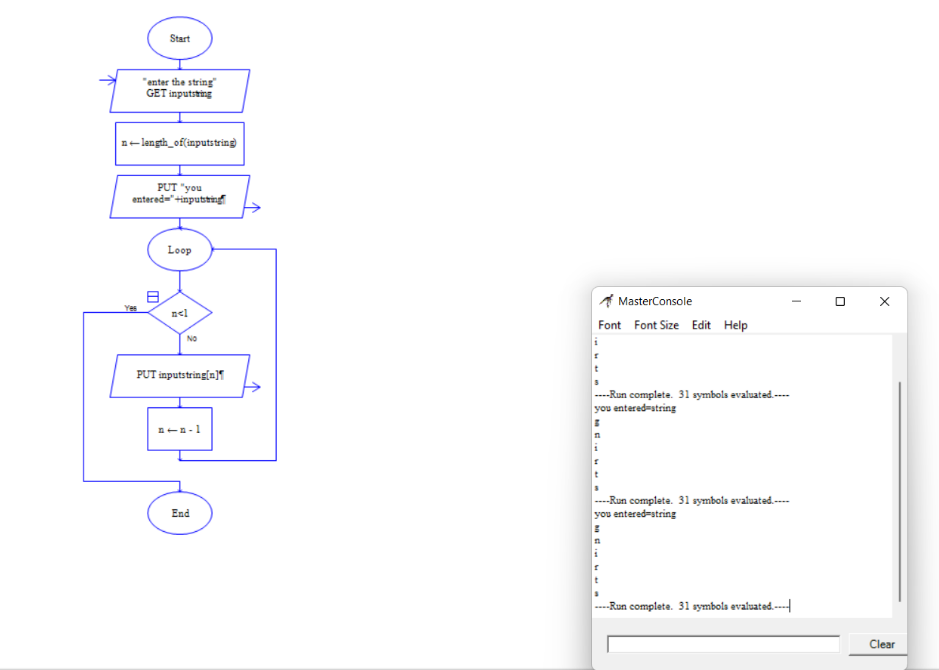 Start
"enter the string"
GET inputstring
n←length_of(inputstring)
PUT "you
entered="+inputstring¶
Loop
Yes
n<1
No
PUT inputstring[n]¶
n ← n - 1
End
MasterConsole
Font Font Size Edit Help
i
r
t
s
----Run complete. 31 symbols evaluated.----
you entered=string
g
n
i
r
t
s
----Run complete. 31 symbols evaluated.----
you entered=string
g
n
i
r
t
s
----Run complete. 31 symbols evaluated.----
Clear